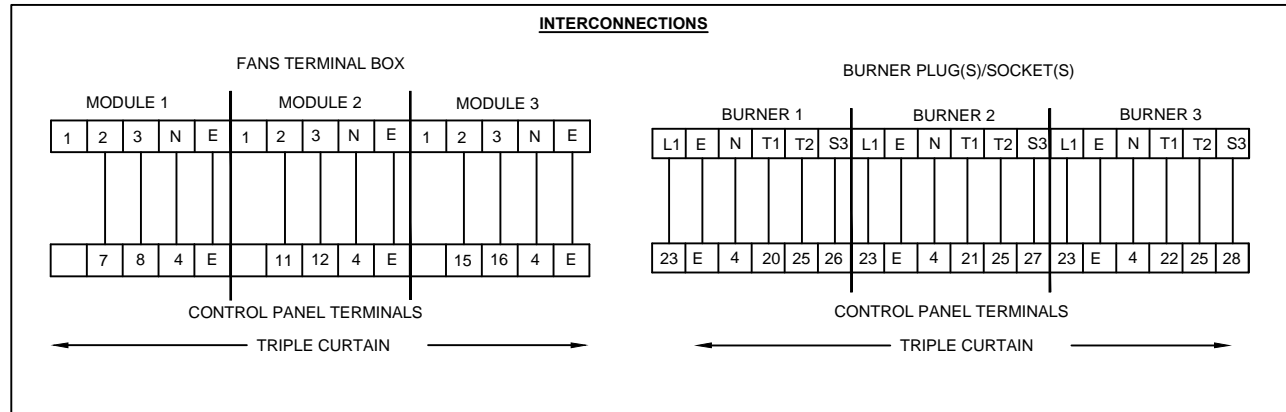 INTERCONNECTIONS
FANS TERMINAL BOX
MODULE 1 MODULE 2 MODULE 3
1 2 3 N E 1 2 3 N E 1 2 3 N E
7 8 4 E 11 12 4 E 15 16 4 E
CONTROL PANEL TERMINALS
TRIPLE CURTAIN
BURNER PLUG(S)/SOCKET(S)
BURNER 1 BURNER 2 BURNER 3
L1 E N T1 T2 S3 L1 E N T1 T2 S3 L1 E N T1 T2 S3
23 E 4 20 25 26 23 E 4 21 25 27 23 E 4 22 25 28
CONTROL PANEL TERMINALS
TRIPLE CURTAIN